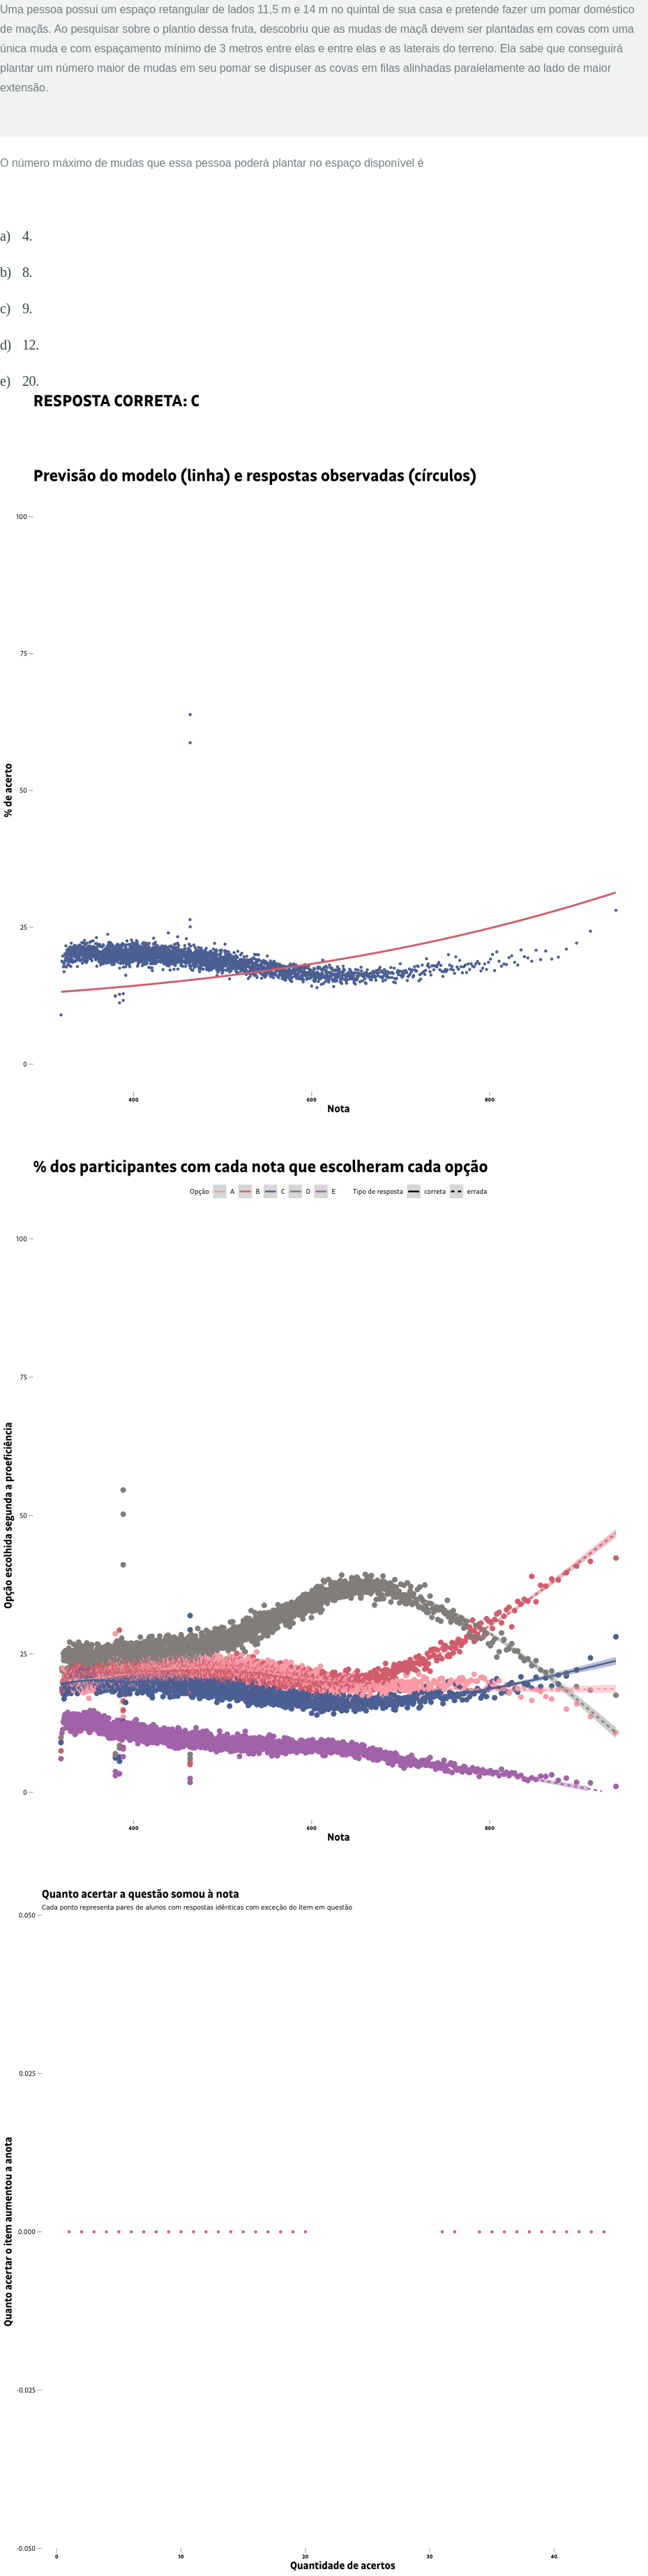 Uma pessoa possui um espaço retangular de lados 11,5 m e 14 m no quintal de sua casa e pretende fazer um pomar doméstico
de maçãs. Ao pesquisar sobre o plantio dessa fruta, descobriu que as mudas de maçã devem ser plantadas em covas com uma
única muda e com espaçamento mínimo de 3 metros entre elas e entre elas e as laterais do terreno. Ela sabe que conseguirá
plantar um número maior de mudas em seu pomar se dispuser as covas em filas alinhadas paralelamente ao lado de maior
extensão.
O número máximo de mudas que essa pessoa poderá plantar no espaço disponível é
a) 4.
b) 8.
c) 9.
d) 12.
e) 20.
RESPOSTA CORRETA: C
Previsão do modelo (linha) e respostas observadas (círculos)
100
75
50
25
0
% de acerto
400 600 800
Nota
% dos participantes com cada nota que escolheram cada opção
Opção A B C D E Tipo de resposta correta errada
100
75
50
25
0
Opção escolhida segunda a proeficiência
400 600 800
Nota
Quanto acertar a questão somou à nota
Cada ponto representa pares de alunos com respostas idênticas com exceção do item em questão
0.050
0.025
0.000
-0.025
-0.050
Quanto acertar o item aumentou a anota
0 10 20 30 40
Quantidade de acertos